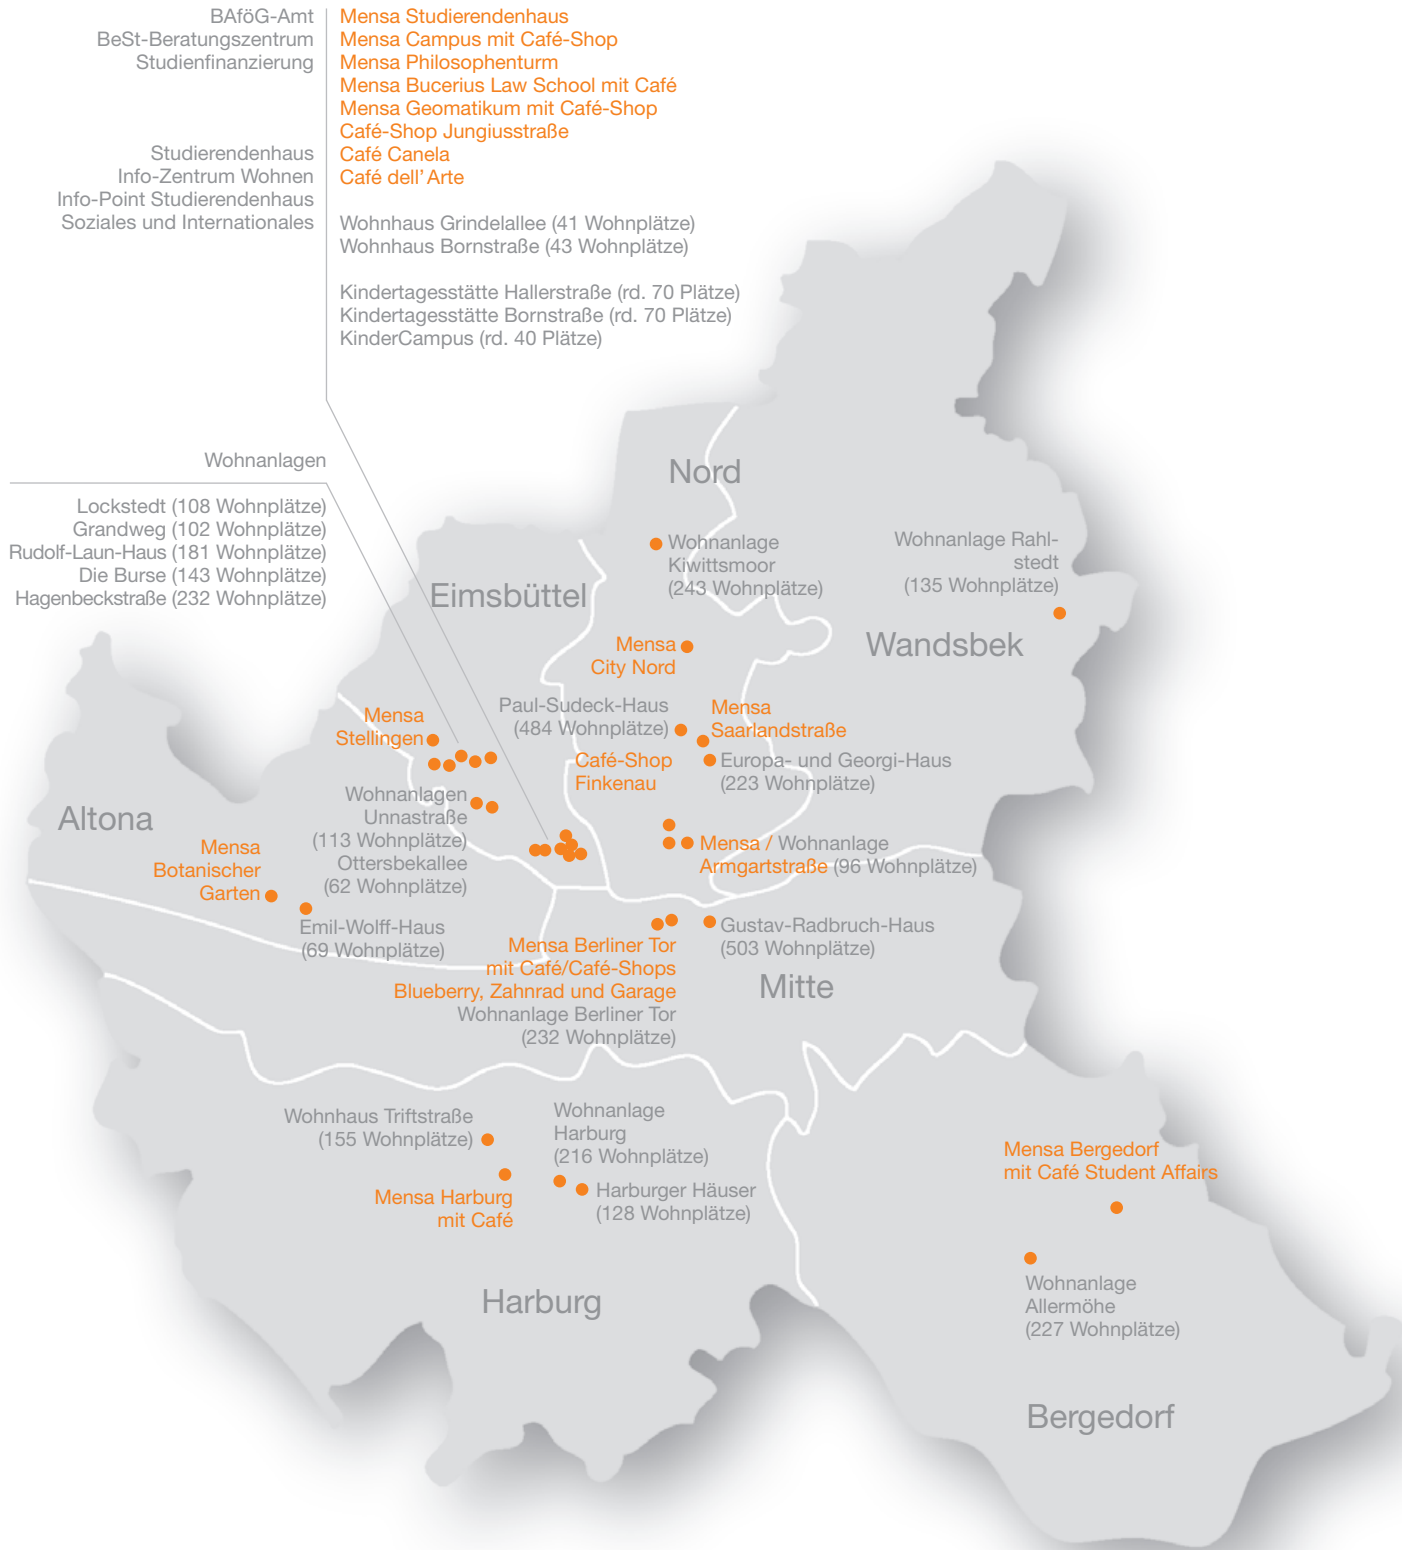 BAföG-Amt
BeSt-Beratungszentrum
Studienfinanzierung
Studierendenhaus
Info-Zentrum Wohnen
Info-Point Studierendenhaus
Soziales und Internationales
Mensa Studierendenhaus
Mensa Campus mit Café-Shop
Mensa Philosophenturm
Mensa Bucerius Law School mit Café
Mensa Geomatikum mit Café-Shop
Café-Shop Jungiusstraße
Café Canela
Café dell' Arte
Wohnhaus Grindelallee (41 Wohnplätze)
Wohnhaus Bornstraße (43 Wohnplätze)
Kindertagesstätte Hallerstraße (rd. 70 Plätze)
Kindertagesstätte Bornstraße (rd. 70 Plätze)
KinderCampus (rd. 40 Plätze)
Wohnanlagen
Lockstedt (108 Wohnplätze)
Grandweg (102 Wohnplätze)
Rudolf-Laun-Haus (181 Wohnplätze)
Die Burse (143 Wohnplätze)
Hagenbeckstraße (232 Wohnplätze)
Nord
Wohnanlage
Kiwittsmoor
(243 Wohnplätze)
Wohnanlage Rahl-
stedt
(135 Wohnplätze)
Eimsbüttel
Wandsbek
Mensa
City Nord
Paul-Sudeck-Haus
(484 Wohnplätze)
Mensa
Saarlandstraße
Mensa
Stellingen
Café-Shop
Finkenau
Europa- und Georgi-Haus
(223 Wohnplätze)
Wohnanlagen
Unnastraße
(113 Wohnplätze)
Ottersbekallee
(62 Wohnplätze)
Altona
Mensa
Botanischer
Garten
Mensa / Wohnanlage
Armgartstraße (96 Wohnplätze)
Emil-Wolff-Haus
(69 Wohnplätze)
Gustav-Radbruch-Haus
(503 Wohnplätze)
Mensa Berliner Tor
mit Café/Café-Shops
Blueberry, Zahnrad und Garage
Wohnanlage Berliner Tor
(232 Wohnplätze)
Mitte
Wohnhaus Triftstraße
(155 Wohnplätze)
Wohnanlage
Harburg
(216 Wohnplätze)
Mensa Harburg
mit Café
Harburger Häuser
(128 Wohnplätze)
Mensa Bergedorf
mit Café Student Affairs
Harburg
Wohnanlage
Allermöhe
(227 Wohnplätze)
Bergedorf